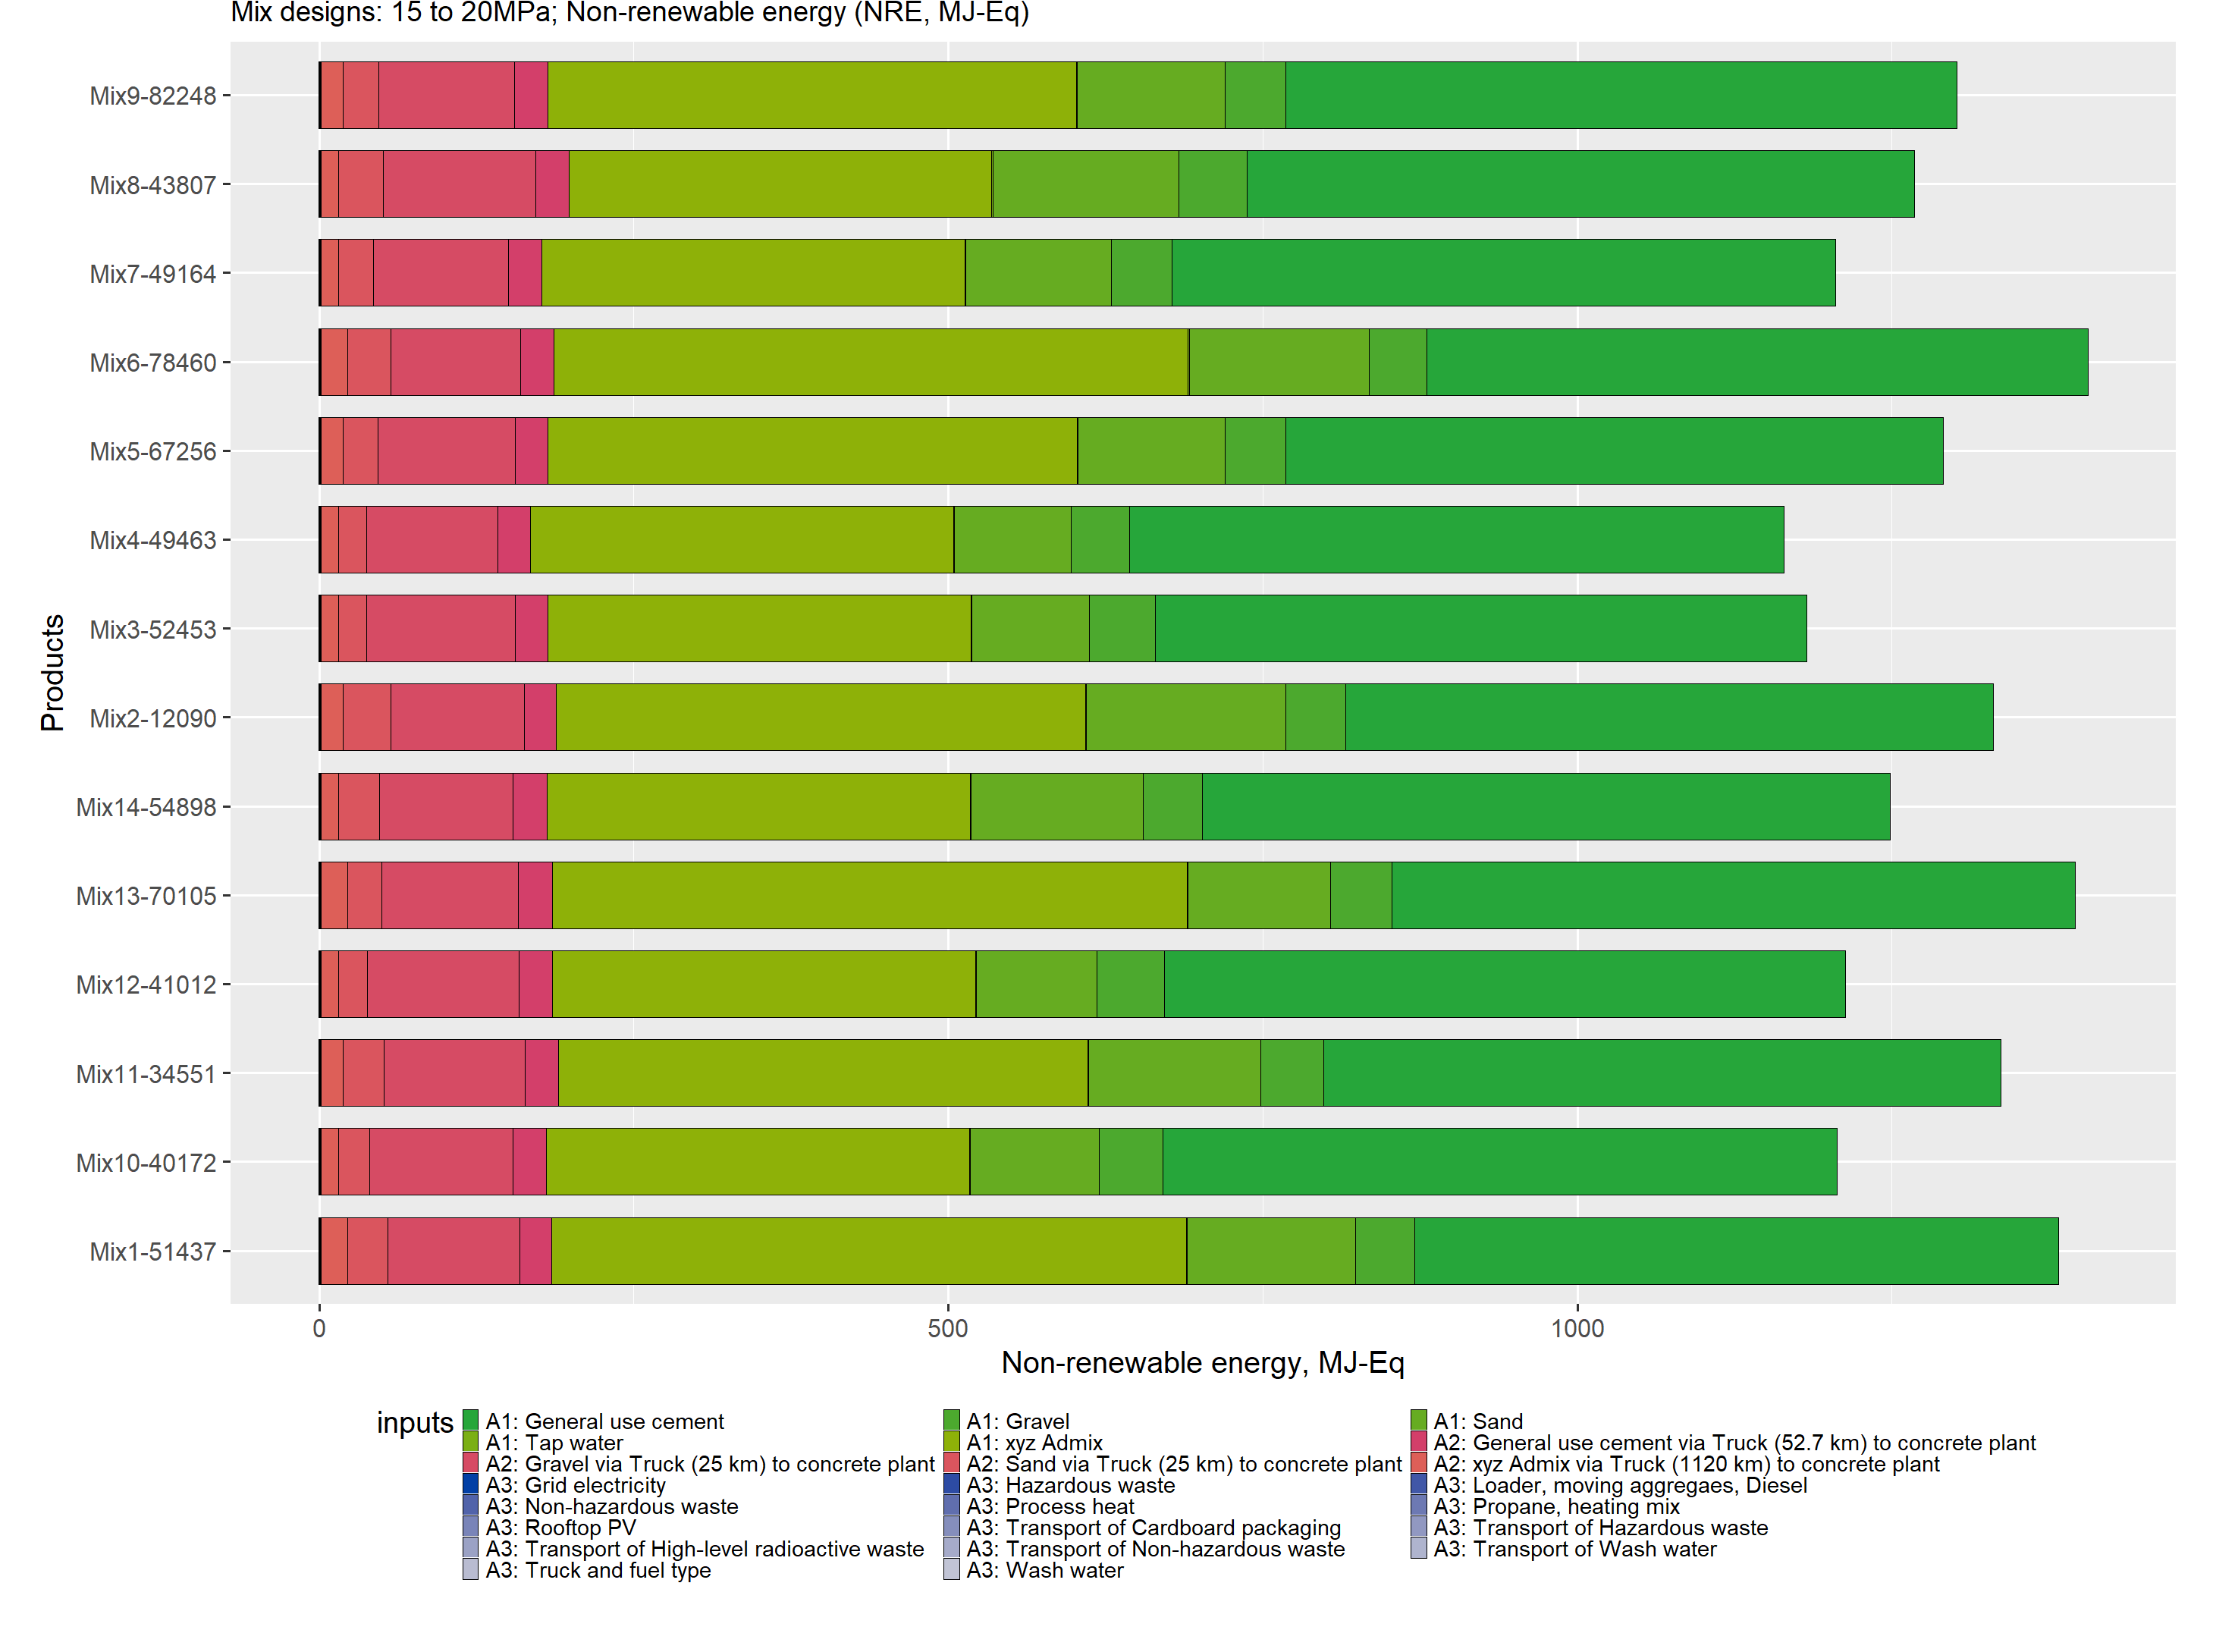 Mix designs: 15 to 20MPa; Non-renewable energy (NRE, MJ-Eq)
Products
Mix9-82248
Mix8-43807
Mix7-49164
Mix6-78460
Mix5-67256
Mix4-49463
Mix3-52453
Mix2-12090
Mix14-54898
Mix13-70105
Mix12-41012
Mix11-34551
Mix10-40172
Mix1-51437
0 500 1000
Non-renewable energy, MJ-Eq
inputs
A1: General use cement A1: Gravel A1: Sand
A1: Tap water A1: xyz Admix A2: General use cement via Truck (52.7 km) to concrete plant
A2: Gravel via Truck (25 km) to concrete plant A2: Sand via Truck (25 km) to concrete plant A2: xyz Admix via Truck (1120 km) to concrete plant
A3: Grid electricity A3: Hazardous waste A3: Loader, moving aggregaes, Diesel
A3: Non-hazardous waste A3: Process heat A3: Propane, heating mix
A3: Rooftop PV A3: Transport of Cardboard packaging A3: Transport of Hazardous waste
A3: Transport of High-level radioactive waste A3: Transport of Non-hazardous waste A3: Transport of Wash water
A3: Truck and fuel type A3: Wash water